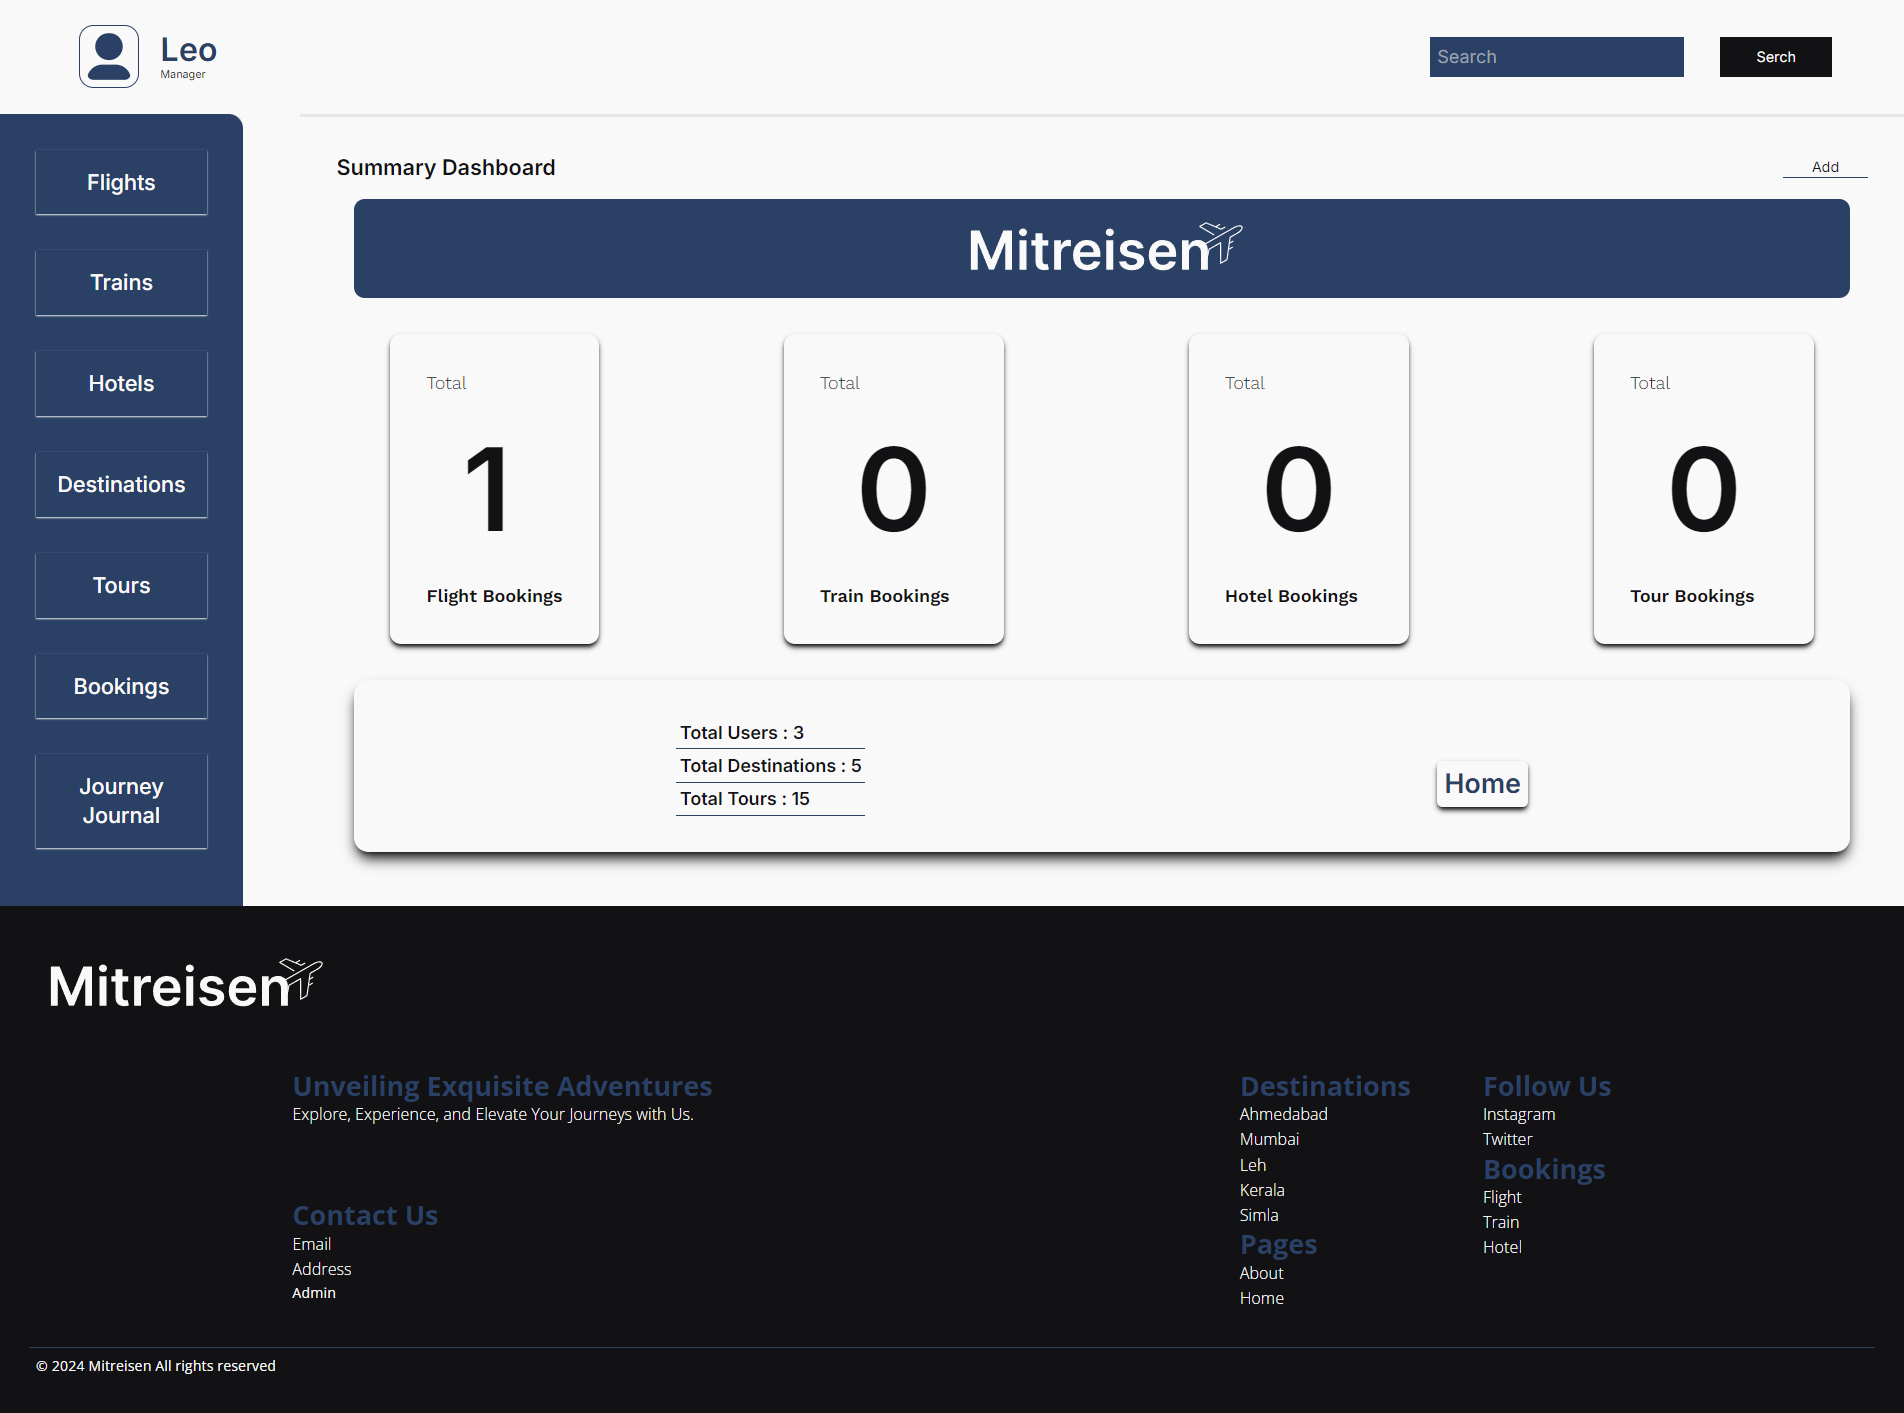 Leo
Manager
Search
Serch
Flights
Trains
Hotels
Destinations
Tours
Bookings
Journey
Journal
Summary Dashboard
Add
Mitreisen
Total
1
Flight Bookings
Total
0
Train Bookings
Total
0
Hotel Bookings
Total
0
Tour Bookings
Total Users : 3
Total Destinations : 5
Total Tours : 15
Home
Mitreisen
Unveiling Exquisite Adventures
Explore, Experience, and Elevate Your Journeys with Us.
Contact Us
Email
Address
Admin
Destinations
Ahmedabad
Mumbai
Leh
Kerala
Simla
Pages
About
Home
Follow Us
Instagram
Twitter
Bookings
Flight
Train
Hotel
© 2024 Mitreisen All rights reserved